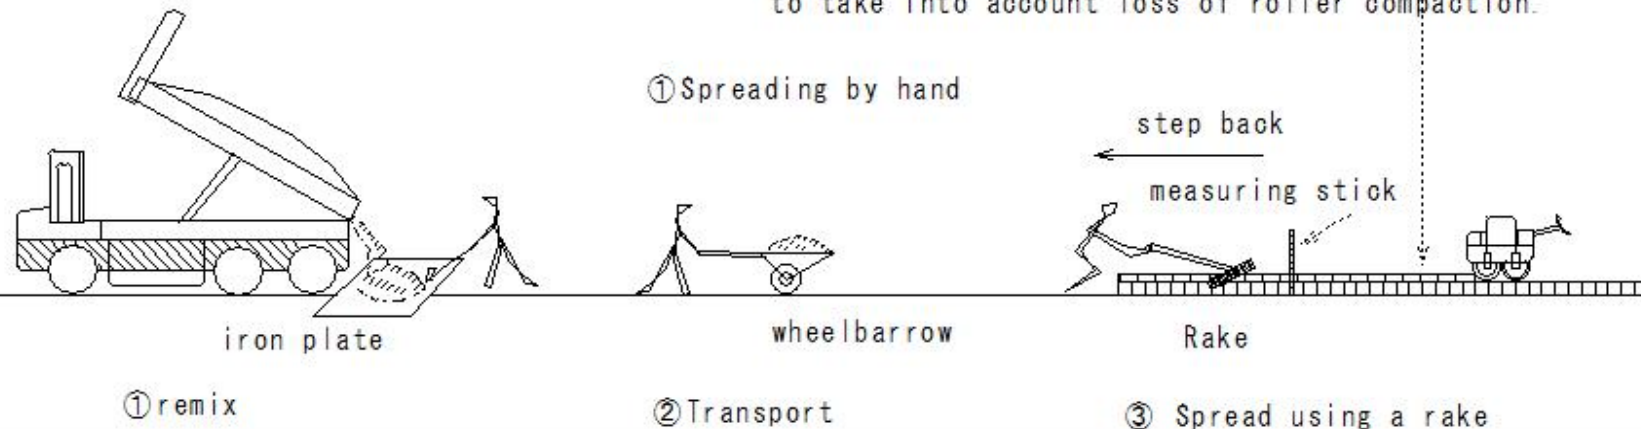 to take into account loss of roller compaction.
①Spreading by hand
step back
measuring stick
iron plate
wheelbarrow
Rake
①remix
②Transport
③ Spread using a rake